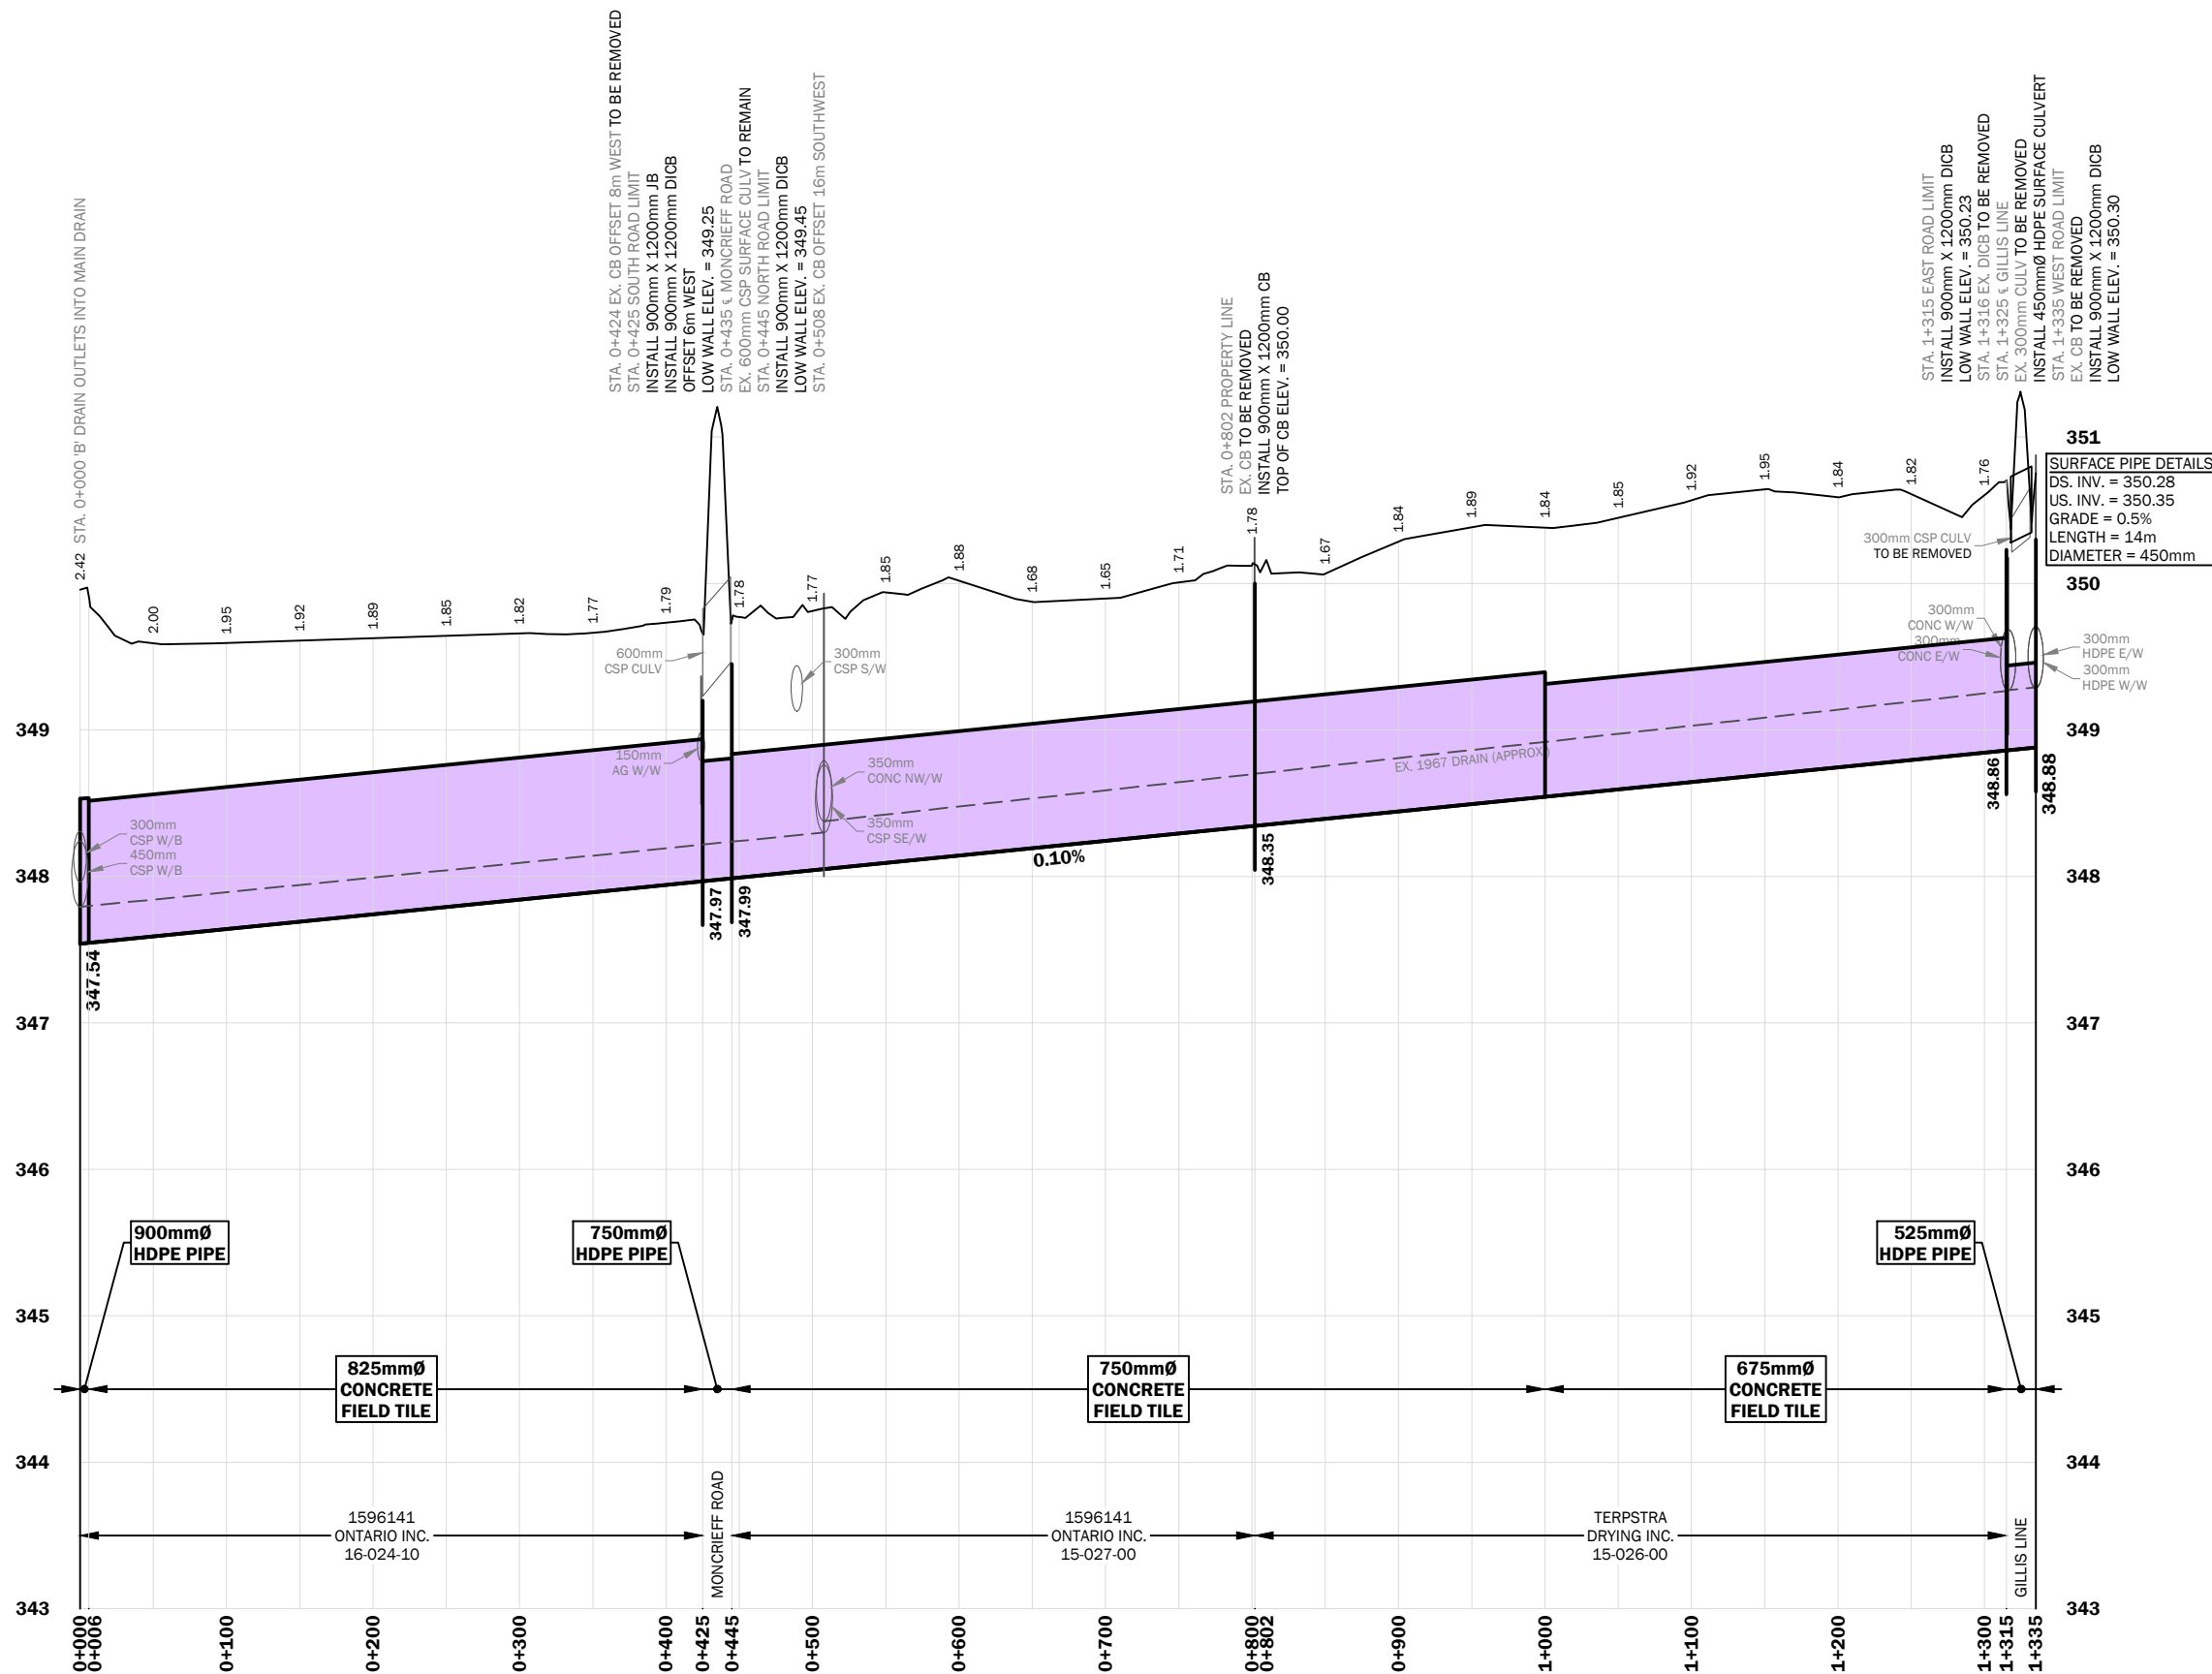 STA. 0+000 'B' DRAIN OUTLETS INTO MAIN DRAIN
STA. 0+424 EX. CB OFFSET 8m WEST TO BE REMOVED
STA. 0+425 SOUTH ROAD LIMIT
INSTALL 900mm X 1200mm JB
INSTALL 900mm X 1200mm DICB
OFFSET 6m WEST
LOW WALL ELEV. = 349.25
STA. 0+435 ℄ MONCRIEFF ROAD
EX. 600mm CSP SURFACE CULV TO REMAIN
STA. 0+445 NORTH ROAD LIMIT
INSTALL 900mm X 1200mm DICB
LOW WALL ELEV. = 349.45
STA. 0+508 EX. CB OFFSET 16m SOUTHWEST
STA. 0+802 PROPERTY LINE
EX. CB TO BE REMOVED
INSTALL 900mm X 1200mm CB
TOP OF CB ELEV. = 350.00
STA. 1+315 EAST ROAD LIMIT
INSTALL 900mm X 1200mm DICB
LOW WALL ELEV. = 350.23
STA. 1+316 EX. DICB TO BE REMOVED
STA. 1+325 ℄ GILLIS LINE
EX. 300mm CULV TO BE REMOVED
INSTALL 450mmØ HDPE SURFACE CULVERT
STA. 1+335 WEST ROAD LIMIT
EX. CB TO BE REMOVED
INSTALL 900mm X 1200mm DICB
LOW WALL ELEV. = 350.30
351
SURFACE PIPE DETAILS
DS. INV. = 350.28
US. INV. = 350.35
GRADE = 0.5%
LENGTH = 14m
DIAMETER = 450mm
2.42
2.00
1.95
1.92
1.89
1.85
1.82
1.77
1.79
1.78
1.77
1.85
1.88
1.68
1.65
1.71
1.78
1.67
1.84
1.89
1.84
1.85
1.92
1.95
1.84
1.82
1.76
300mm CSP CULV
TO BE REMOVED
350
300mm
CONC W/W
300mm
CONC E/W
300mm
HDPE E/W
300mm
HDPE W/W
600mm
CSP CULV
300mm
CSP S/W
349
349
150mm
AG W/W
350mm
CONC NW/W
350mm
CSP SE/W
EX. 1967 DRAIN (APPROX.)
300mm
CSP W/B
450mm
CSP W/B
348
348
0.10%
347.54
347.97
347.99
348.35
348.86
348.88
347
347
346
346
900mmØ
HDPE PIPE
750mmØ
HDPE PIPE
525mmØ
HDPE PIPE
345
345
825mmØ
CONCRETE
FIELD TILE
750mmØ
CONCRETE
FIELD TILE
675mmØ
CONCRETE
FIELD TILE
344
344
1596141
ONTARIO INC.
16-024-10
MONCRIEFF ROAD
1596141
ONTARIO INC.
15-027-00
TERPSTRA
DRYING INC.
15-026-00
GILLIS LINE
343
343
0+000
0+006
0+100
0+200
0+300
0+400
0+425
0+445
0+500
0+600
0+700
0+800
0+802
0+900
1+000
1+100
1+200
1+300
1+315
1+335